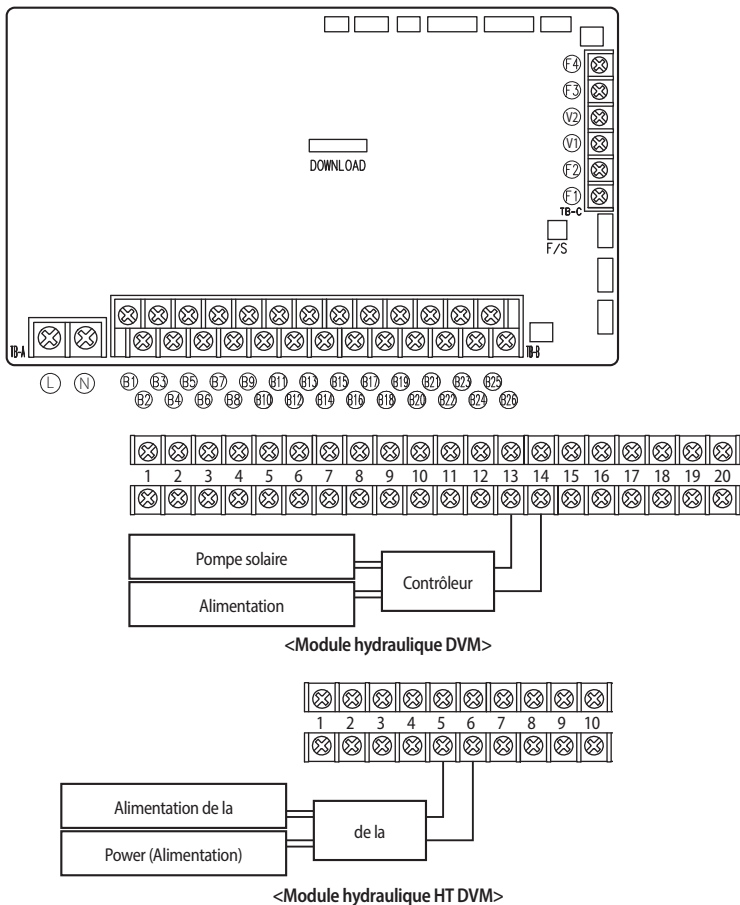 F4
F3
V2
V1
F2
F1
TB-C
DOWNLOAD
F/S
TB-A
TB-B
L N B1 B3 B5 B7 B9 B11 B13 B15 B17 B19 B21 B23 B25
B2 B4 B6 B8 B10 B12 B14 B16 B18 B20 B22 B24 B26
1 2 3 4 5 6 7 8 9 10 11 12 13 14 15 16 17 18 19 20
Pompe solaire
Contrôleur
Alimentation
<Module hydraulique DVM>
1 2 3 4 5 6 7 8 9 10
Alimentation de la
de la
Power (Alimentation)
<Module hydraulique HT DVM>